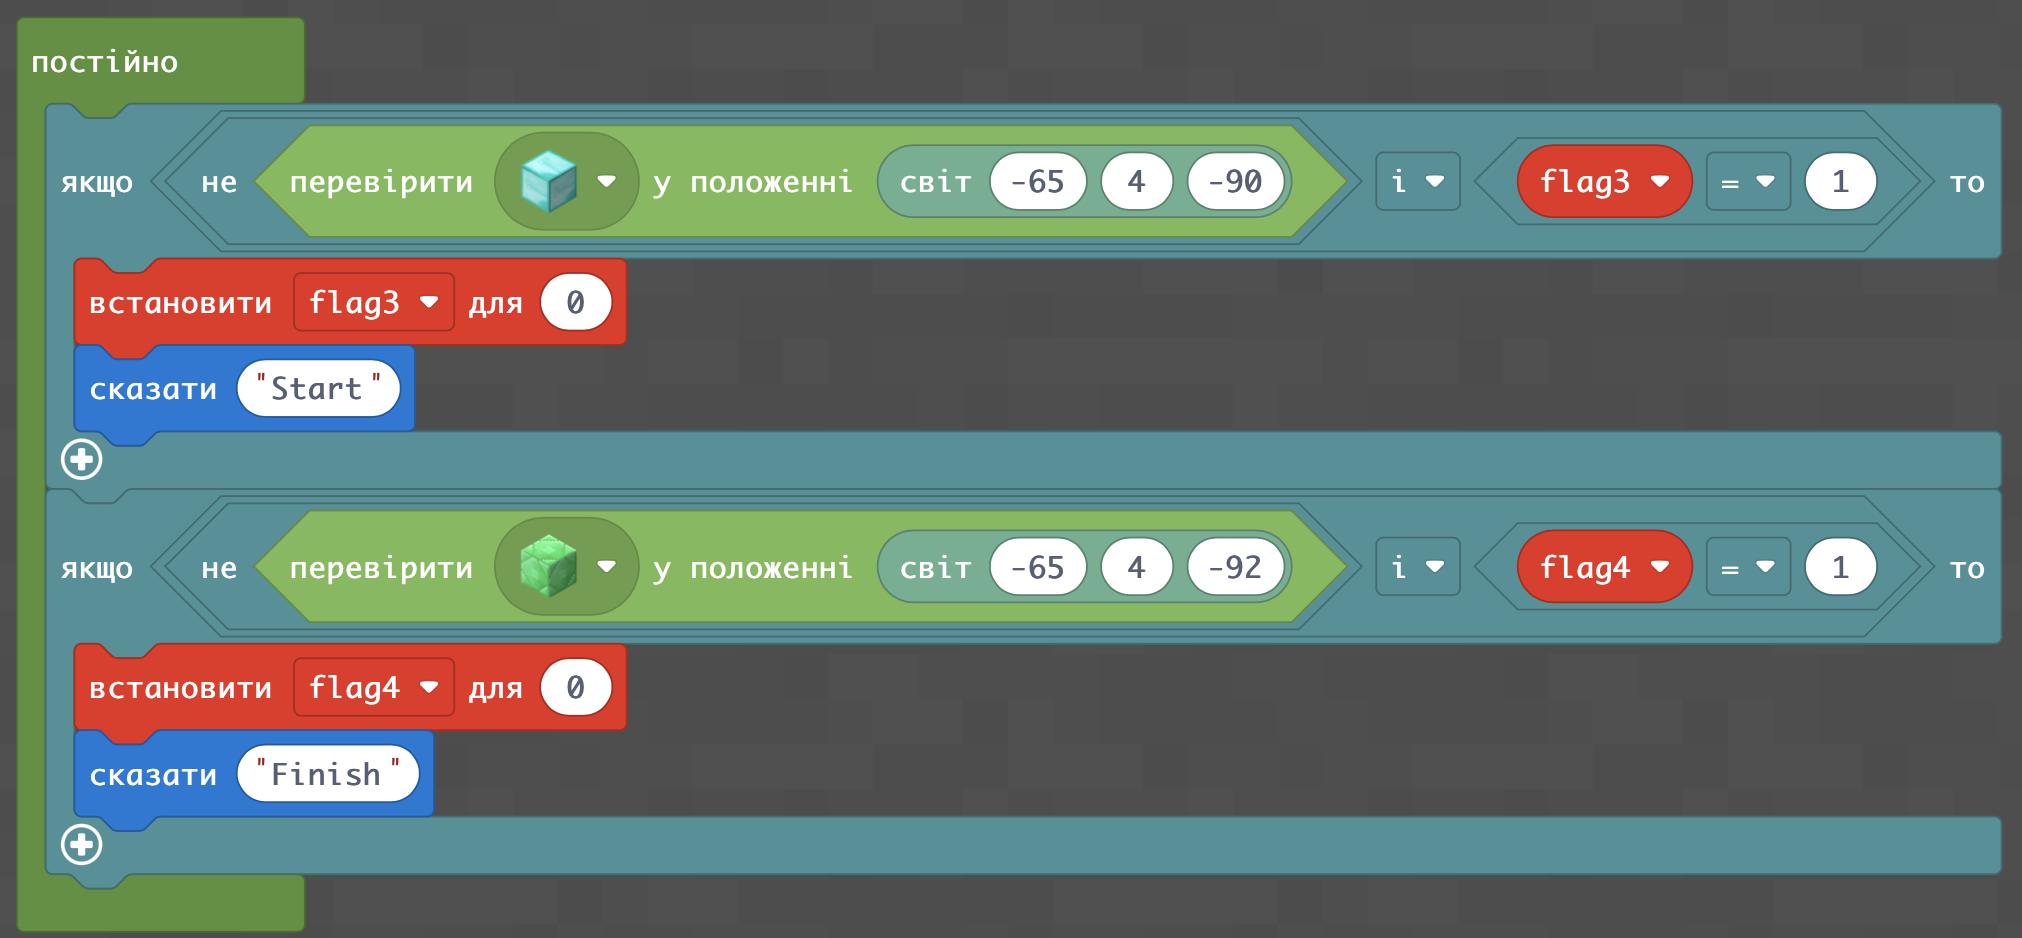 постійно
якщо не перевірити у положенні світ -65 4 -90 і flag3 = 1 то
встановити flag3 для 0
сказати "Start"
якщо не перевірити у положенні світ -65 4 -92 і flag4 = 1 то
встановити flag4 для 0
сказати "Finish"